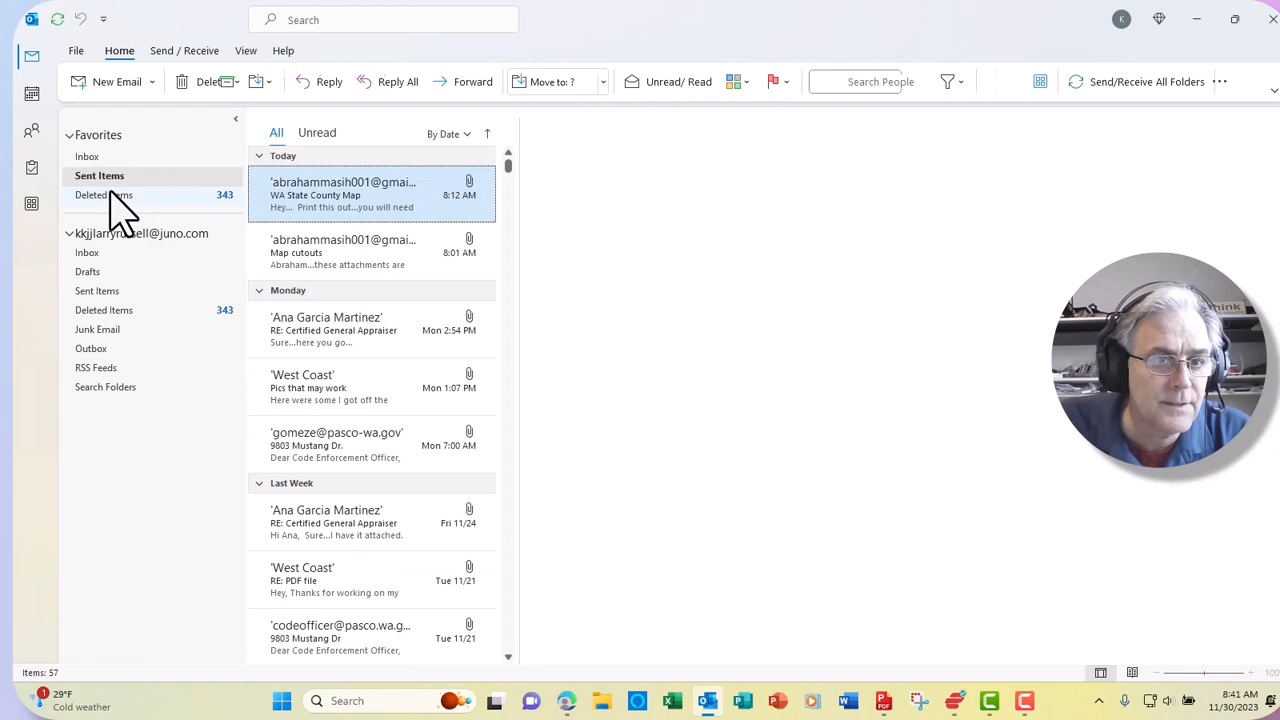 Search
K
File Home Send / Receive View Help
New Email Reply Reply All Forward Move to: ? Unread/ Read Search People Send/Receive All Folders
Favorites
Inbox
Sent Items
Deleted Items 343
kkjjlarryrussell@juno.com
Inbox
Drafts
Sent Items
Deleted Items 343
Junk Email
Outbox
RSS Feeds
Search Folders
All Unread By Date
Today
'abrahammasih001@gmai...
WA State County Map 8:12 AM
Hey... Print this out...you will need
'abrahammasih001@gmai...
Map cutouts 8:01 AM
Abraham...these attachments are
Monday
'Ana Garcia Martinez'
RE: Certified General Appraiser Mon 2:54 PM
Sure...here you go...
'West Coast'
Pics that may work Mon 1:07 PM
Here were some I got off the
'gomeze@pasco-wa.gov'
9803 Mustang Dr. Mon 7:00 AM
Dear Code Enforcement Officer,
Last Week
'Ana Garcia Martinez'
RE: Certified General Appraiser Fri 11/24
Hi Ana, Sure...I have it attached.
'West Coast'
RE: PDF file Tue 11/21
Hey, Thanks for working on my
'codeofficer@pasco.wa.g...
9803 Mustang Dr Tue 11/21
Dear Code Enforcement Officer,
Items: 57
29°F
Cold weather
Search
8:41 AM
11/30/2023